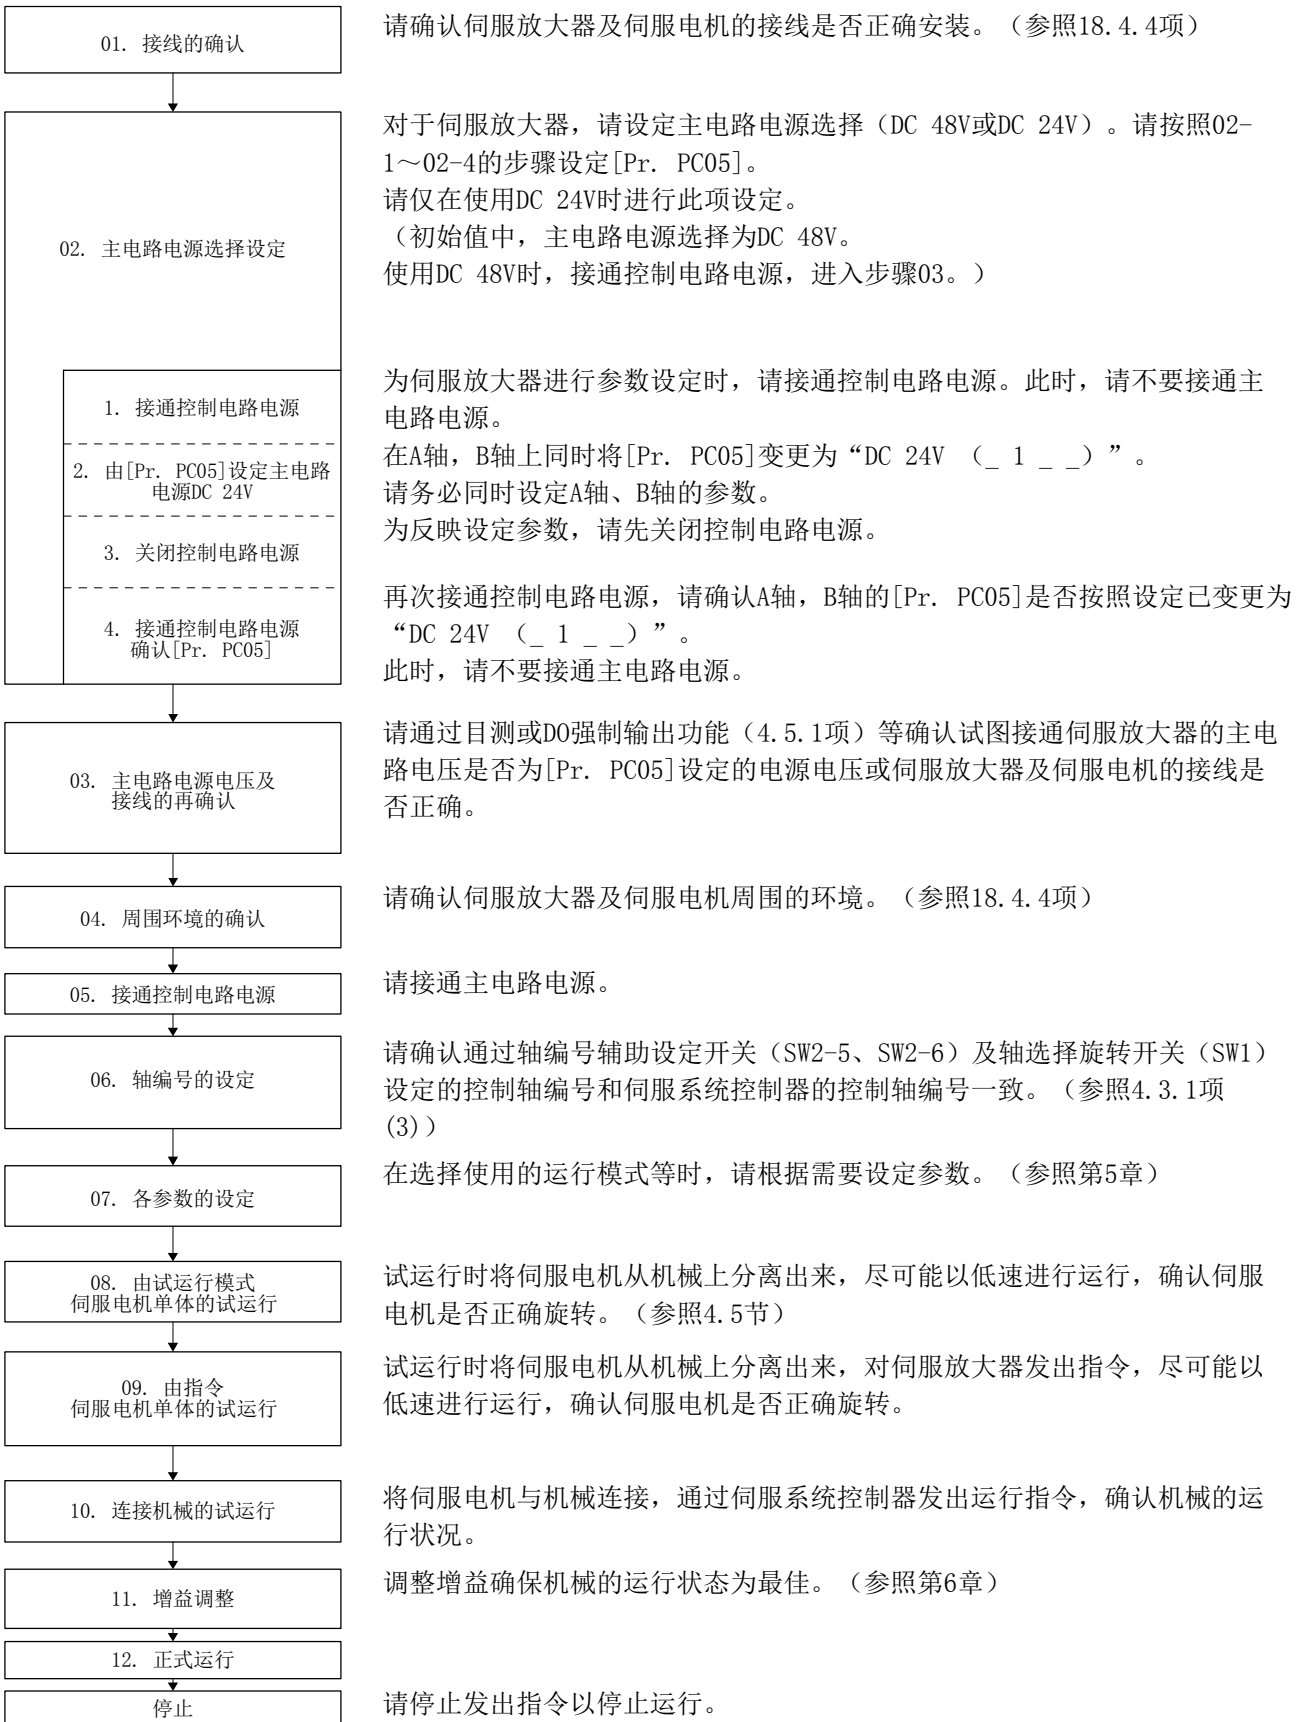 01. 接线的确认
请确认伺服放大器及伺服电机的接线是否正确安装。（参照18.4.4项）
02. 主电路电源选择设定
对于伺服放大器，请设定主电路电源选择（DC 48V或DC 24V）。请按照02-
1～02-4的步骤设定[Pr. PC05]。
请仅在使用DC 24V时进行此项设定。
（初始值中，主电路电源选择为DC 48V。
使用DC 48V时，接通控制电路电源，进入步骤03。）
1. 接通控制电路电源
为伺服放大器进行参数设定时，请接通控制电路电源。此时，请不要接通主
电路电源。
2. 由[Pr. PC05]设定主电路
电源DC 24V
在A轴，B轴上同时将[Pr. PC05]变更为“DC 24V （_ 1 _ _）”。
请务必同时设定A轴、B轴的参数。
3. 关闭控制电路电源
为反映设定参数，请先关闭控制电路电源。
4. 接通控制电路电源
确认[Pr. PC05]
再次接通控制电路电源，请确认A轴，B轴的[Pr. PC05]是否按照设定已变更为
“DC 24V （_ 1 _ _）”。
此时，请不要接通主电路电源。
03. 主电路电源电压及
接线的再确认
请通过目测或DO强制输出功能（4.5.1项）等确认试图接通伺服放大器的主电
路电压是否为[Pr. PC05]设定的电源电压或伺服放大器及伺服电机的接线是
否正确。
04. 周围环境的确认
请确认伺服放大器及伺服电机周围的环境。（参照18.4.4项）
05. 接通控制电路电源
请接通主电路电源。
06. 轴编号的设定
请确认通过轴编号辅助设定开关（SW2-5、SW2-6）及轴选择旋转开关（SW1）
设定的控制轴编号和伺服系统控制器的控制轴编号一致。（参照4.3.1项
(3)）
07. 各参数的设定
在选择使用的运行模式等时，请根据需要设定参数。（参照第5章）
08. 由试运行模式
伺服电机单体的试运行
试运行时将伺服电机从机械上分离出来，尽可能以低速进行运行，确认伺服
电机是否正确旋转。（参照4.5节）
09. 由指令
伺服电机单体的试运行
试运行时将伺服电机从机械上分离出来，对伺服放大器发出指令，尽可能以
低速进行运行，确认伺服电机是否正确旋转。
10. 连接机械的试运行
将伺服电机与机械连接，通过伺服系统控制器发出运行指令，确认机械的运
行状况。
11. 增益调整
调整增益确保机械的运行状态为最佳。（参照第6章）
12. 正式运行
停止
请停止发出指令以停止运行。